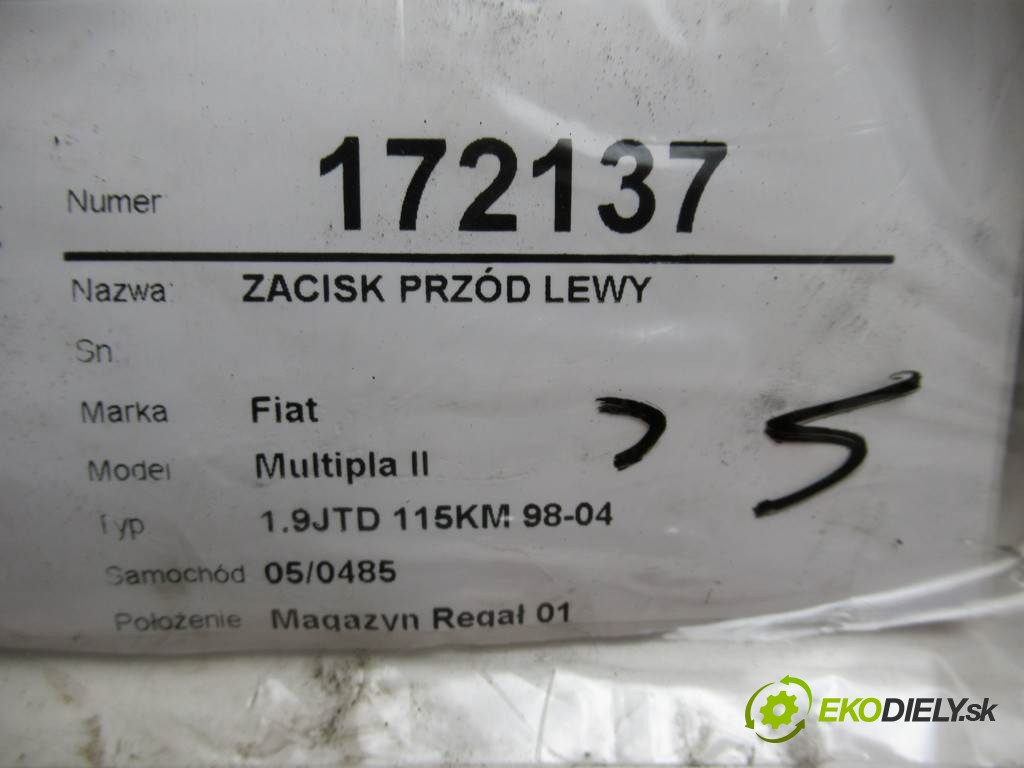 Numer 172137
Nazwa: ZACISK PRZÓD LEWY
Sn
Marka Fiat
Model Multipla II
Typ 1.9JTD 115KM 98-04
Samochód 05/0485
Położenie Magazyn Regał 01
EKODIELY.sk